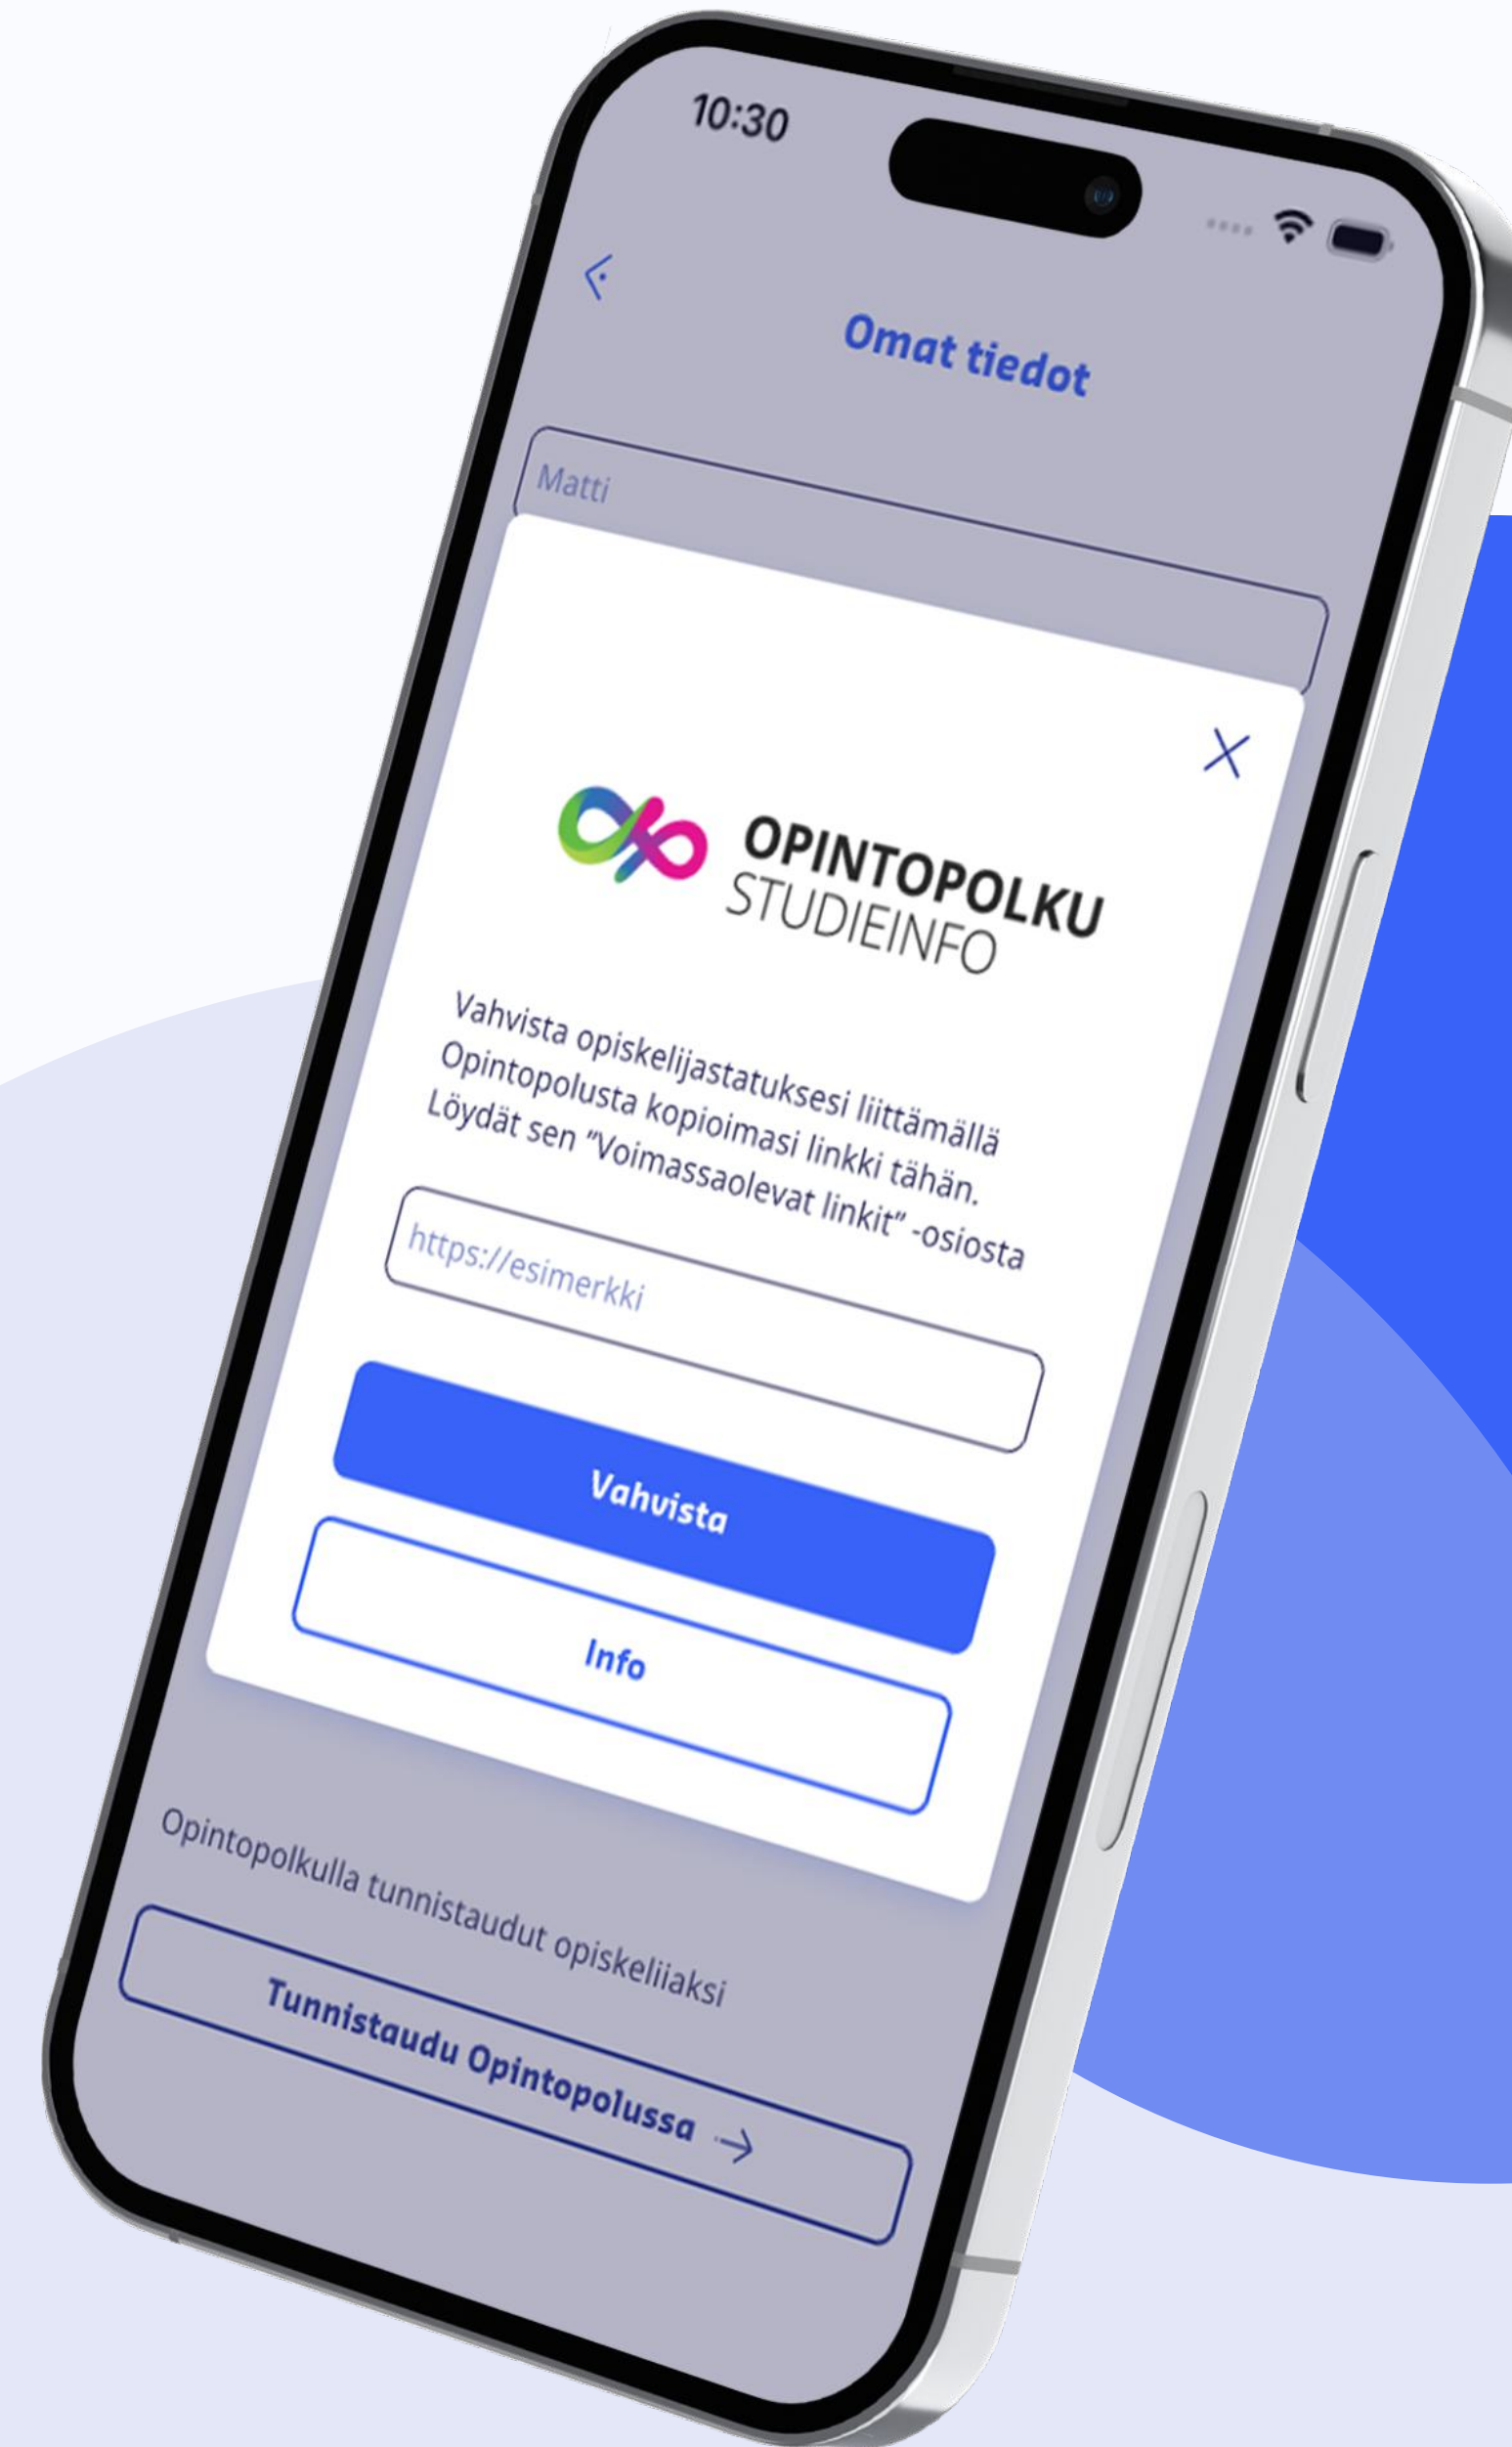 10:30
Omat tiedot
Matti
OPINTOPOLKU
STUDIEINFO
Vahvista opiskelijastatuksesi liittämällä
Opintopolusta kopioimasi linkki tähän.
Löydät sen "Voimassaolevat linkit" -osiosta
https://esimerkki
Vahvista
Info
Opintopolkulla tunnistaudut opiskeliiaksi
Tunnistaudu Opintopolussa →